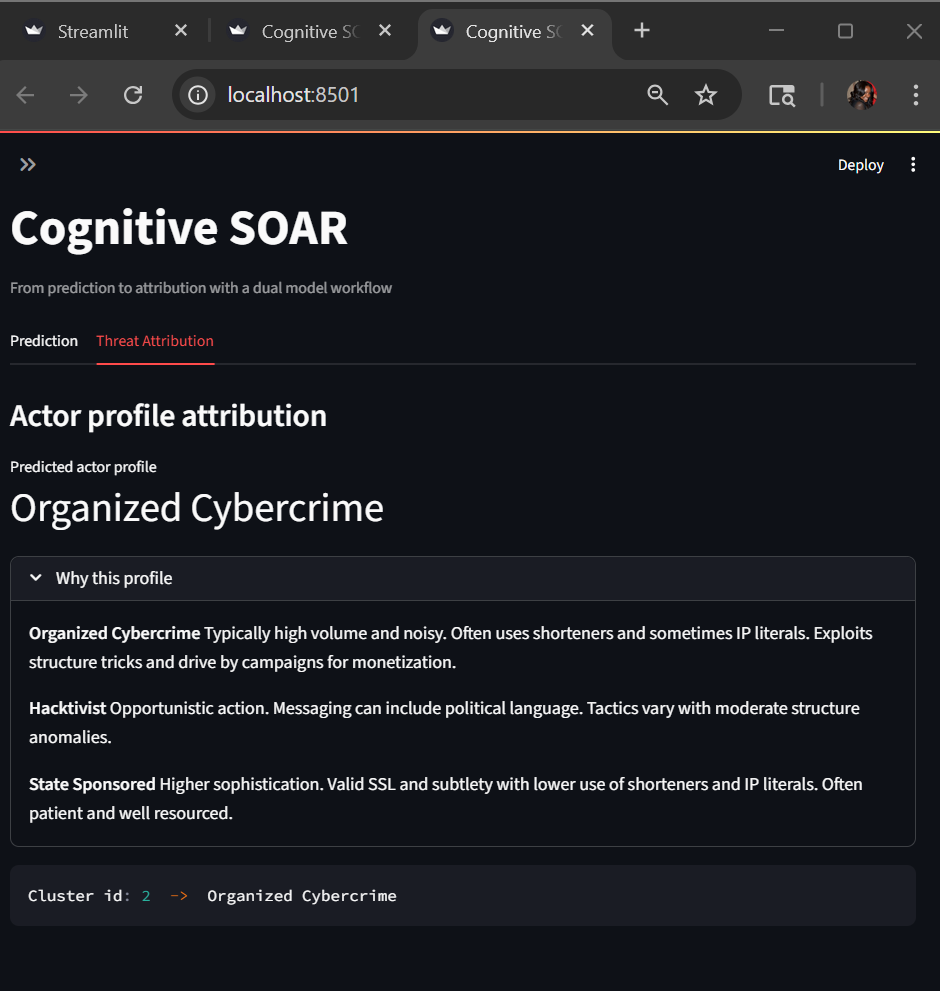 Streamlit
Cognitive SO
Cognitive SO
localhost:8501
Deploy
Cognitive SOAR
From prediction to attribution with a dual model workflow
Prediction Threat Attribution
Actor profile attribution
Predicted actor profile
Organized Cybercrime
Why this profile
Organized Cybercrime Typically high volume and noisy. Often uses shorteners and sometimes IP literals. Exploits
structure tricks and drive by campaigns for monetization.
Hacktivist Opportunistic action. Messaging can include political language. Tactics vary with moderate structure
anomalies.
State Sponsored Higher sophistication. Valid SSL and subtlety with lower use of shorteners and IP literals. Often
patient and well resourced.
Cluster id: 2 -> Organized Cybercrime